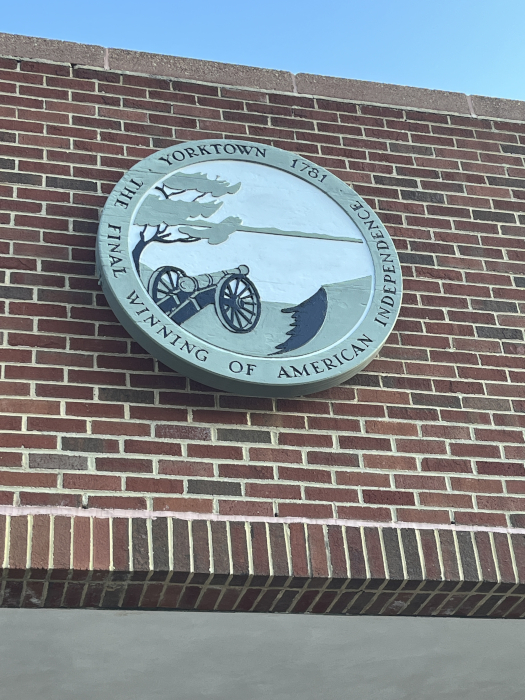 YORKTOWN 1781
THE FINAL WINNING OF AMERICAN INDEPENDENCE